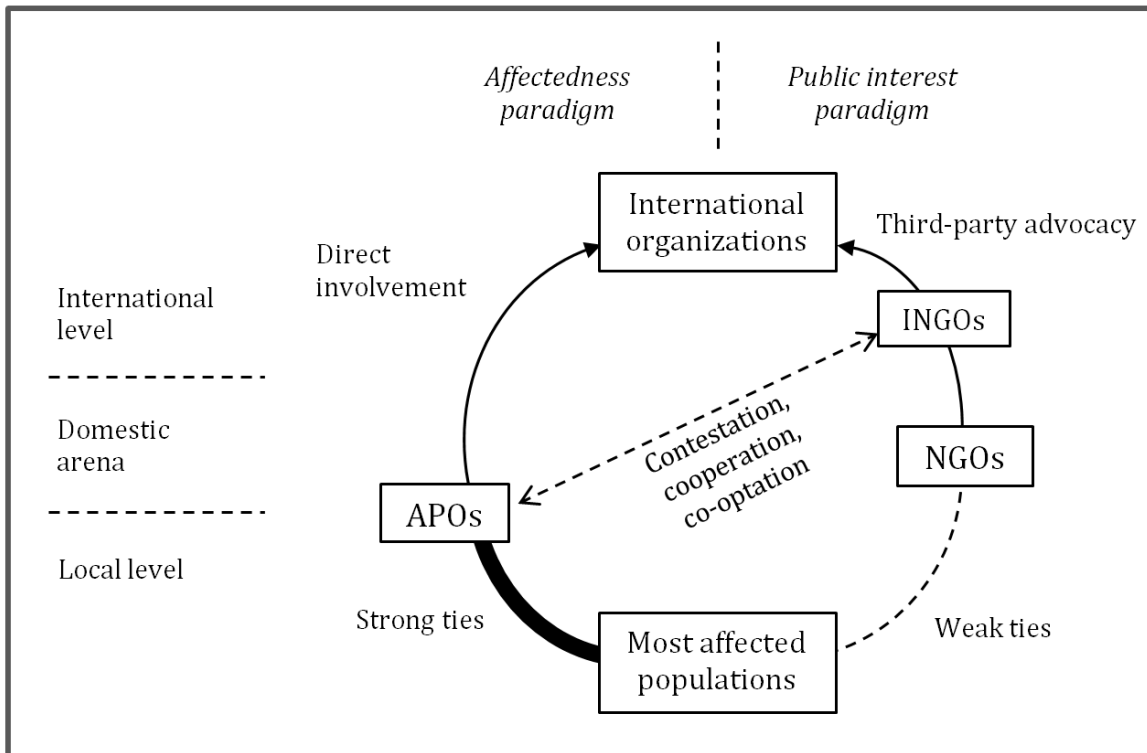 Affectedness
paradigm
Public interest
paradigm
International
organizations
Third-party advocacy
Direct
involvement
International
level
INGOs
Contestation,
cooperation,
co-optation
Domestic
arena
NGOs
APOs
Local level
Strong ties
Most affected
populations
Weak ties